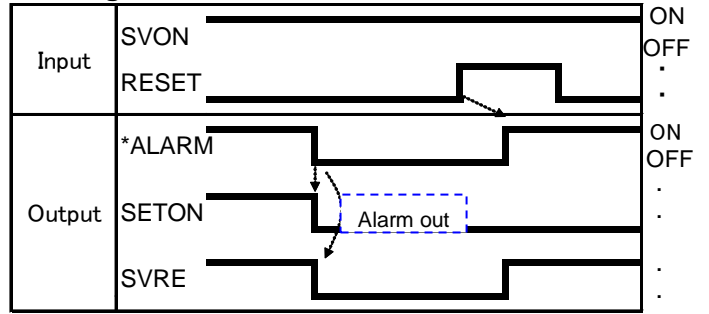 Input
SVON
ON
OFF
RESET
Output
*ALARM
ON
OFF
SETON
Alarm out
SVRE